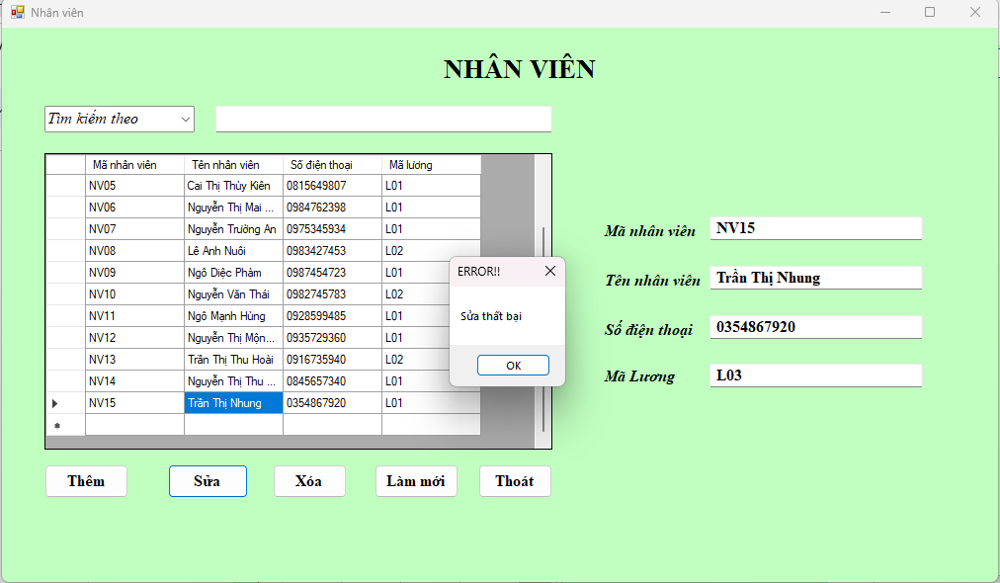 Nhân viên
NHÂN VIÊN
Tìm kiếm theo
Mã nhân viên Tên nhân viên Số điện thoại Mã lương
NV05 Cai Thị Thùy Kiên 0815649807 L01
NV06 Nguyễn Thị Mai ... 0984762398 L01
NV07 Nguyễn Trường An 0975345934 L01
NV08 Lê Anh Nuôi 0983427453 L02
NV09 Ngô Diệc Phàm 0987454723 L01
NV10 Nguyễn Văn Thái 0982745783 L02
NV11 Ngô Mạnh Hùng 0928599485 L01
NV12 Nguyễn Thị Mộn... 0935729360 L01
NV13 Trần Thị Thu Hoài 0916735940 L02
NV14 Nguyễn Thị Thu ... 0845657340 L01
NV15 Trần Thị Nhung 0354867920 L01
ERROR!!
Sửa thất bại
OK
Mã nhân viên NV15
Tên nhân viên Trần Thị Nhung
Số điện thoại 0354867920
Mã Lương L03
Thêm Sửa Xóa Làm mới Thoát